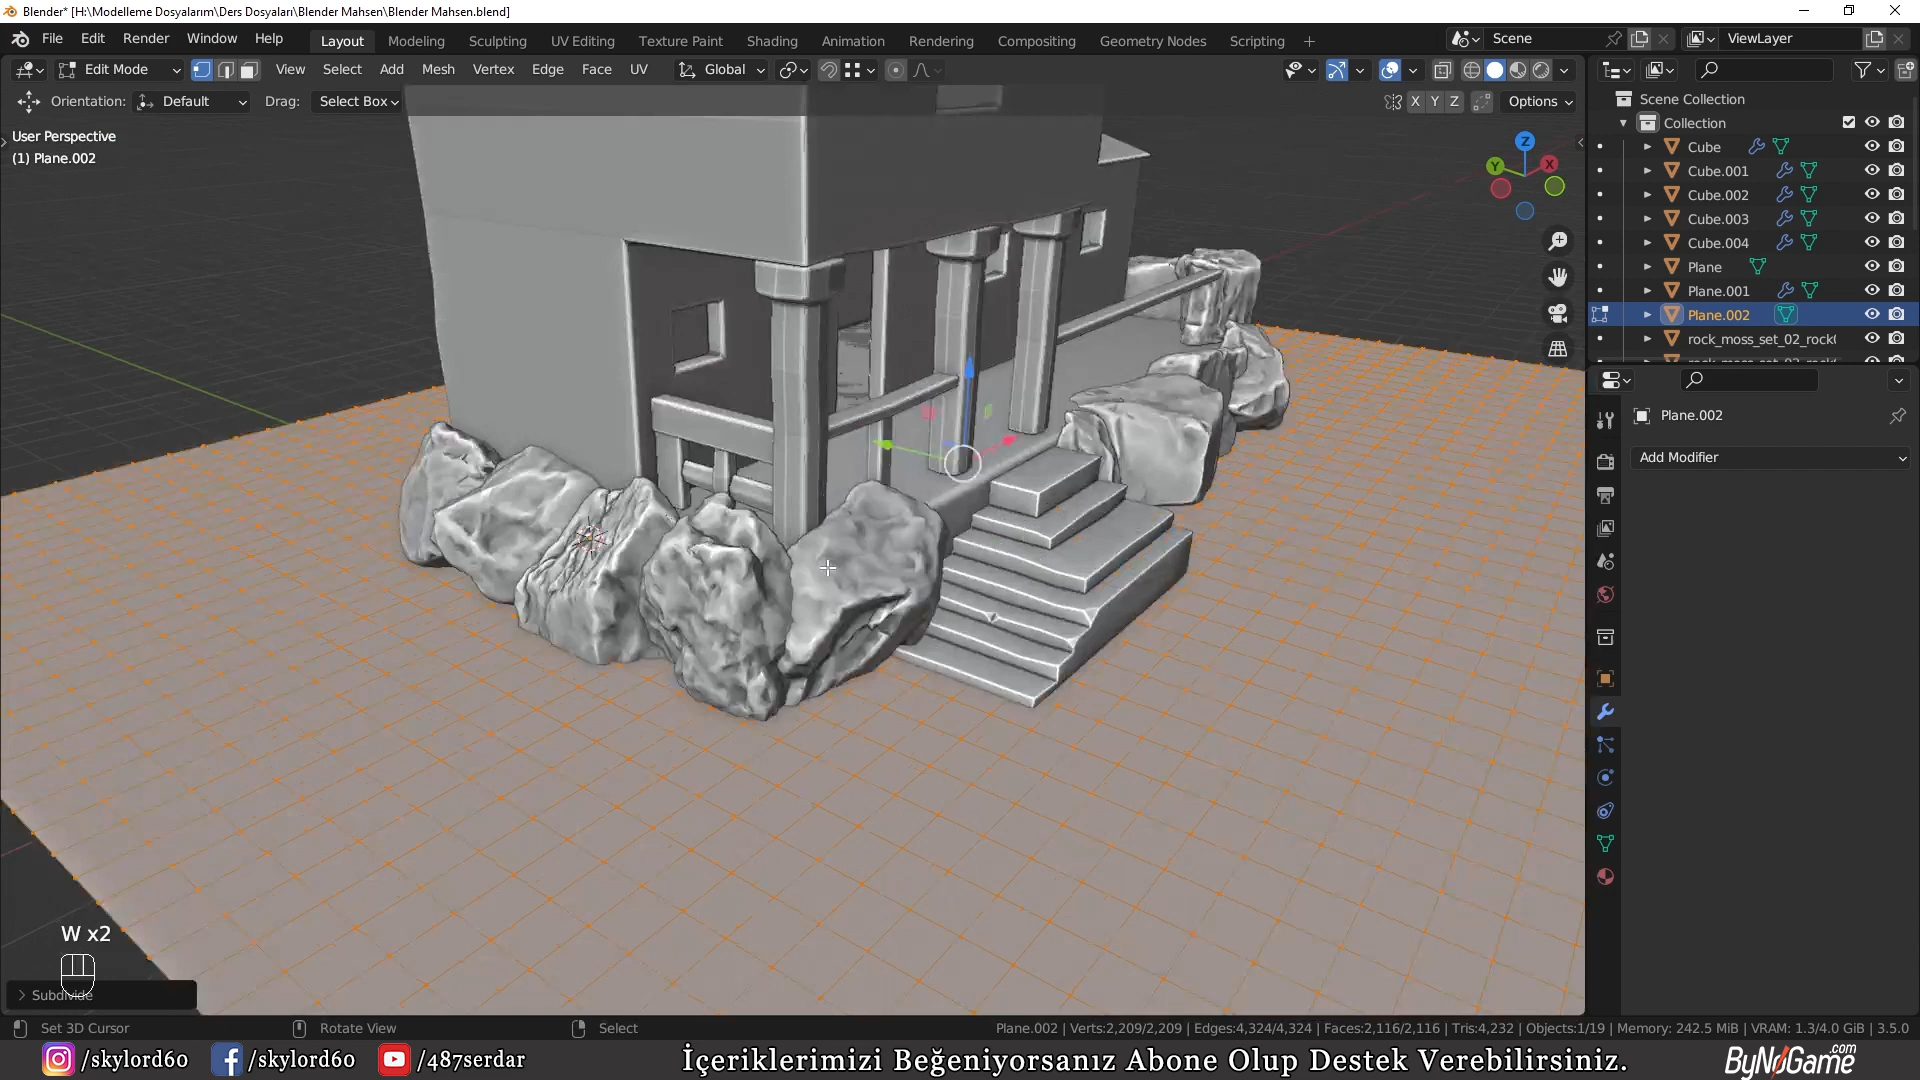 Blender* [H:\Modelleme Dosyalarım\Ders Dosyaları\Blender Mahsen\Blender Mahsen.blend]
File Edit Render Window Help
Layout Modeling Sculpting UV Editing Texture Paint Shading Animation Rendering Compositing Geometry Nodes Scripting +
Scene
ViewLayer
Edit Mode
View Select Add Mesh Vertex Edge Face UV
Global
Orientation: Default Drag: Select Box
X Y Z Options
User Perspective
(1) Plane.002
Z
Y
X
Scene Collection
Collection
Cube
Cube.001
Cube.002
Cube.003
Cube.004
Plane
Plane.001
Plane.002
rock_moss_set_02_rock
Plane.002
Add Modifier
W x2
Subdivide
Set 3D Cursor
Rotate View
Select
Plane.002 | Verts:2,209/2,209 | Edges:4,324/4,324 | Faces:2,116/2,116 | Tris:4,232 | Objects:1/19 | Memory: 242.5 MiB | VRAM: 1.3/4.0 GiB | 3.5.0
/skylord60
/skylord60
/487serdar
İçeriklerimizi Beğeniyorsanız Abone Olup Destek Verebilirsiniz.
ByNoGame.com